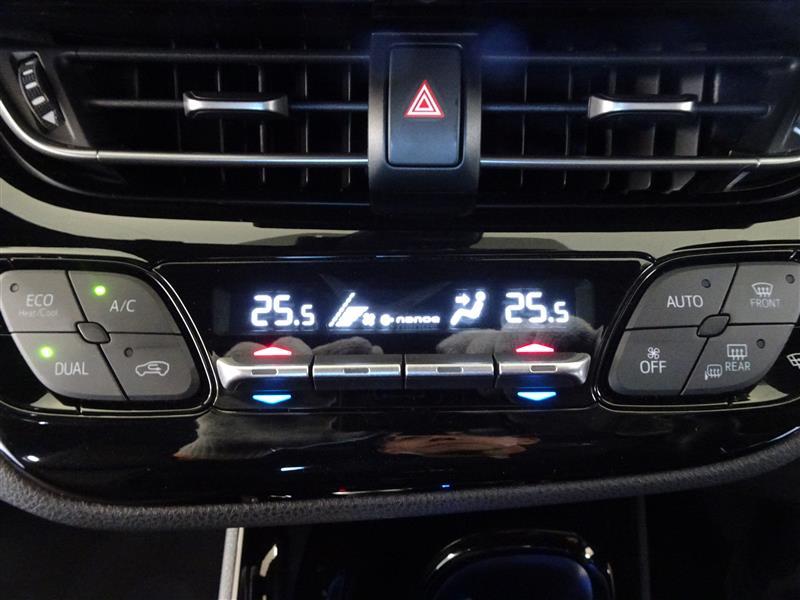 25.5 nanoe 25.5
ECO
Heat/Cool
A/C
DUAL
AUTO
FRONT
OFF
REAR